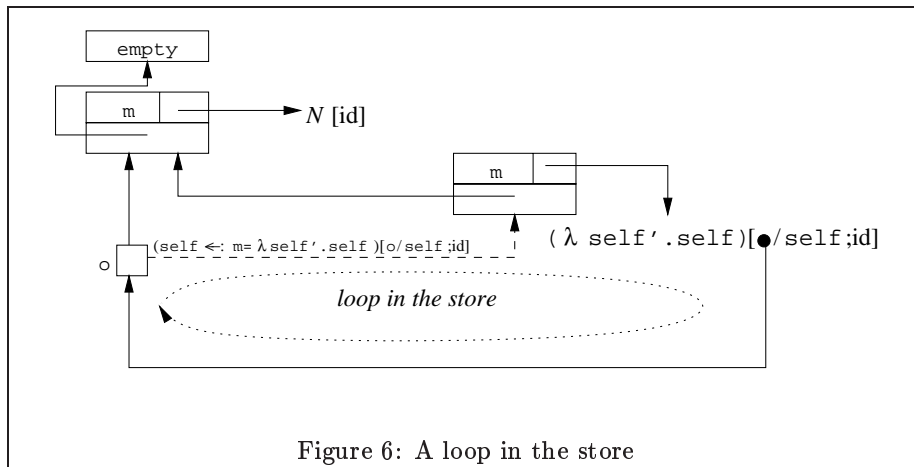 empty
m
N [id]
m
( λ self'.self)[●/self;id]
(self ←: m= λ self'.self )[o/self;id]
o
loop in the store
Figure 6: A loop in the store